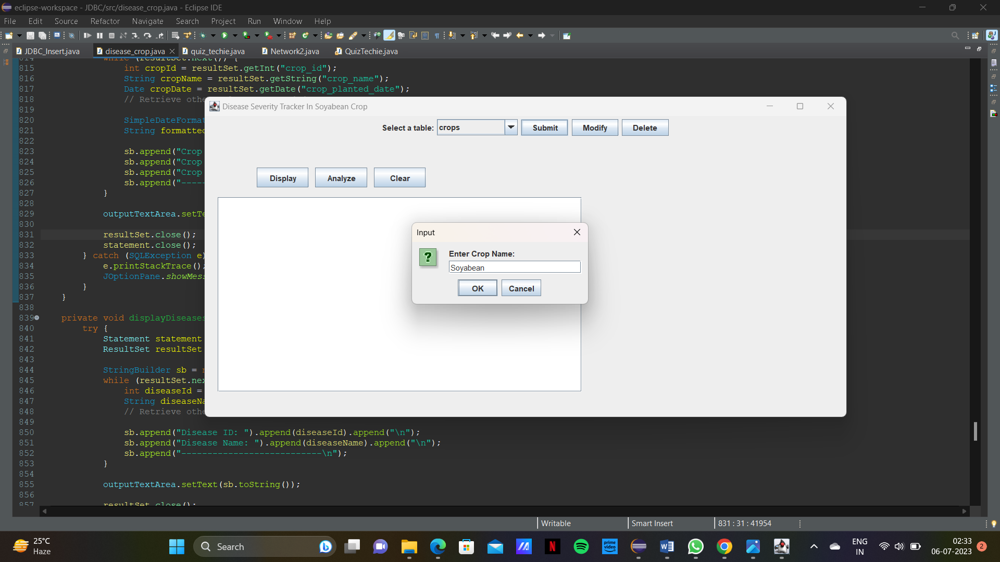 eclipse-workspace - JDBC/src/disease_crop.java - Eclipse IDE
File Edit Source Refactor Navigate Search Project Run Window Help
JDBC_Insert.java disease_crop.java quiz_techie.java Network2.java QuizTechie.java
815 int cropId = resultSet.getInt("crop_id");
816 String cropName = resultSet.getString("crop_name");
817 Date cropDate = resultSet.getDate("crop_planted_date");
818 // Retrieve othe
819
820 SimpleDateFormat
821 String formatted
822
823 sb.append("Crop
824 sb.append("Crop
825 sb.append("Crop
826 sb.append("-----
827 }
828
829 outputTextArea.setTe
830
831 resultSet.close();
832 statement.close();
833 } catch (SQLException e)
834 e.printStackTrace();
835 JOptionPane.showMess
836 }
837 }
838
839 private void displayDiseases
840 try {
841 Statement statement
842 ResultSet resultSet
843
844 StringBuilder sb =
845 while (resultSet.nex
846 int diseaseId =
847 String diseaseNa
848 // Retrieve othe
849
850 sb.append("Disease ID: ").append(diseaseId).append("\n");
851 sb.append("Disease Name: ").append(diseaseName).append("\n");
852 sb.append("---------------------------\n");
853 }
854
855 outputTextArea.setText(sb.toString());
856
857 resultSet.close();
Disease Severity Tracker In Soyabean Crop
Select a table: crops Submit Modify Delete
Display Analyze Clear
Input
Enter Crop Name:
Soyabean
OK Cancel
Writable Smart Insert 831 : 31 : 41954
25°C
Haze
Search
prime video
ENG
IN
02:33
06-07-2023
2